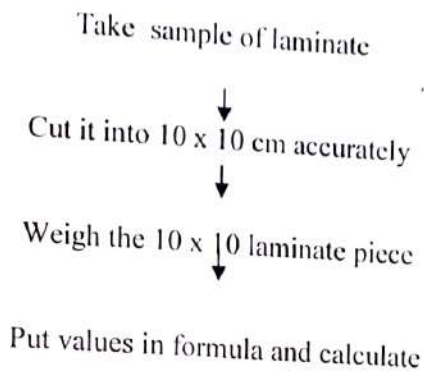 Take sample of laminate
Cut it into 10 x 10 cm accurately
Weigh the 10 x 10 laminate piece
Put values in formula and calculate